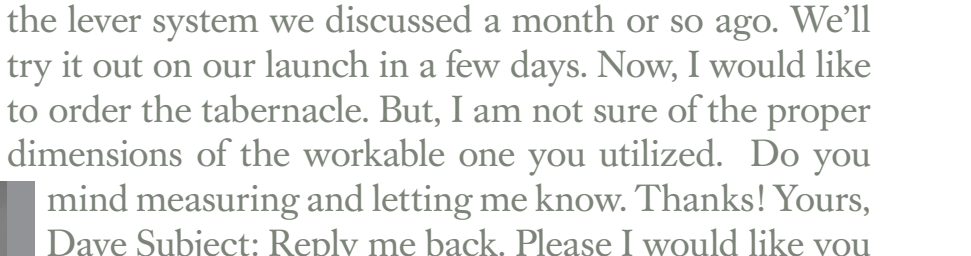 the lever system we discussed a month or so ago. We’ll
try it out on our launch in a few days. Now, I would like
to order the tabernacle. But, I am not sure of the proper
dimensions of the workable one you utilized.  Do you
mind measuring and letting me know. Thanks! Yours,
Dave Subject: Reply me back. Please I would like you